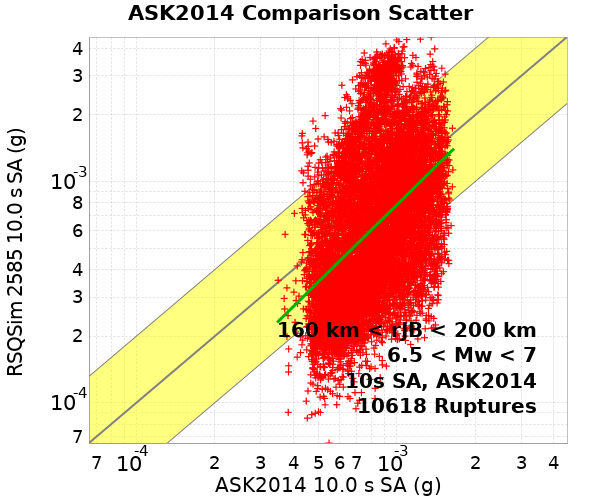 ASK2014 Comparison Scatter
RSQSim 2585 10.0 s SA (g)
4
3
2
10-3
8
6
4
3
2
10-4
7
160 km < rJB < 200 km
6.5 < Mw < 7
10s SA, ASK2014
10618 Ruptures
7 10-4 2 3 4 5 6 7 10-3 2 3 4
ASK2014 10.0 s SA (g)